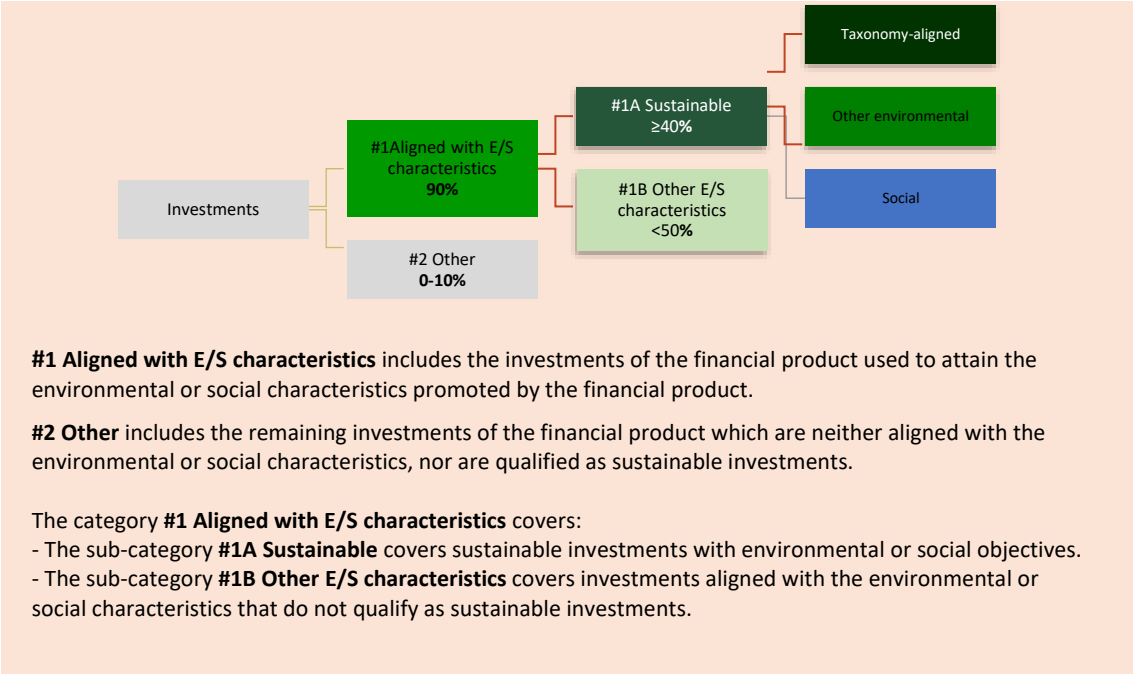 Taxonomy-aligned
#1A Sustainable
≥40%
Other environmental
#1Aligned with E/S
characteristics
90%
#1B Other E/S
characteristics
<50%
Social
Investments
#2 Other
0-10%
#1 Aligned with E/S characteristics includes the investments of the financial product used to attain the
environmental or social characteristics promoted by the financial product.
#2 Other includes the remaining investments of the financial product which are neither aligned with the
environmental or social characteristics, nor are qualified as sustainable investments.
The category #1 Aligned with E/S characteristics covers:
- The sub-category #1A Sustainable covers sustainable investments with environmental or social objectives.
- The sub-category #1B Other E/S characteristics covers investments aligned with the environmental or
social characteristics that do not qualify as sustainable investments.